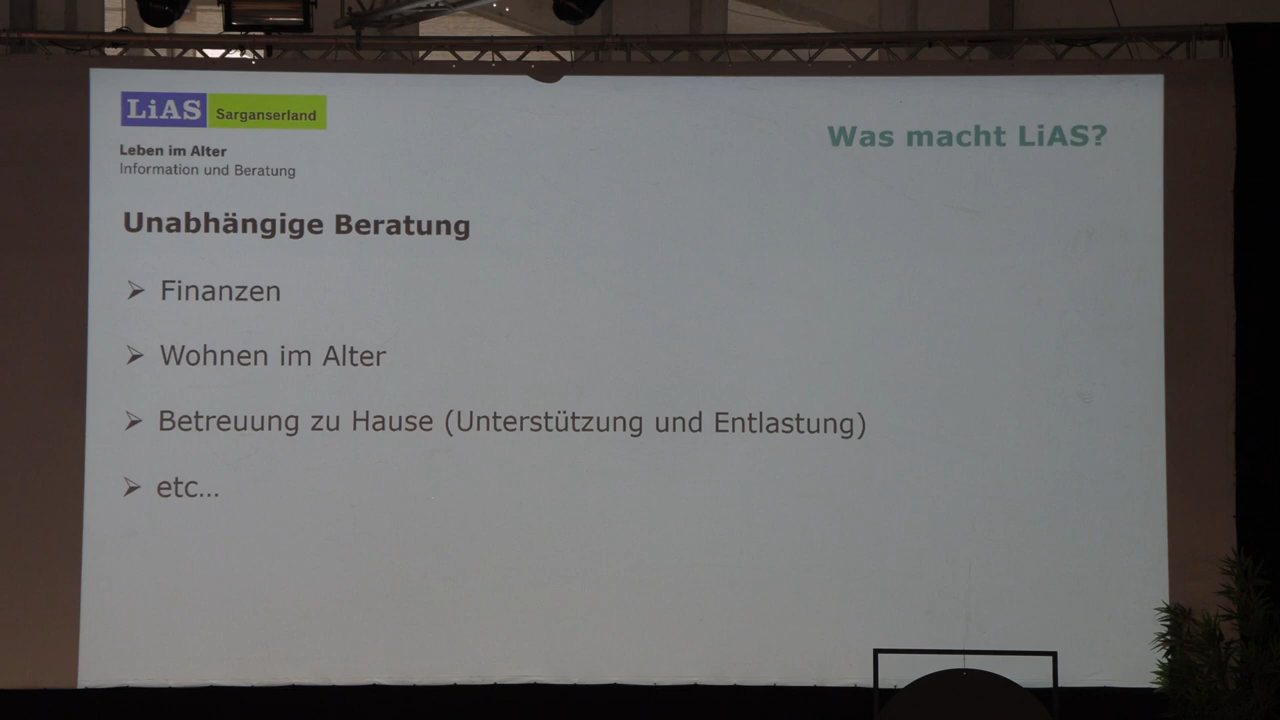 LiAS Sarganserland
Leben im Alter
Information und Beratung
Was macht LiAS?
Unabhängige Beratung
➢ Finanzen
➢ Wohnen im Alter
➢ Betreuung zu Hause (Unterstützung und Entlastung)
➢ etc…